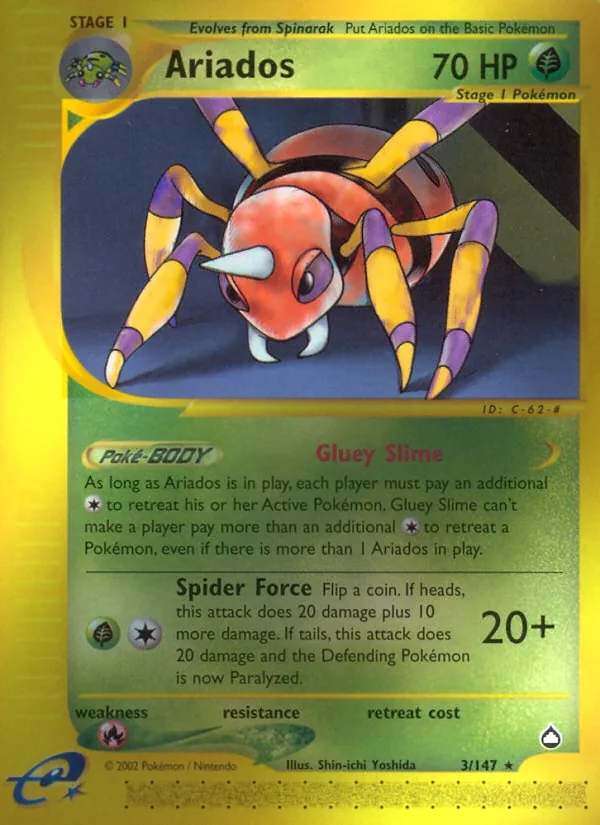 STAGE 1
Evolves from Spinarak Put Ariados on the Basic Pokémon
Ariados 70 HP
Stage 1 Pokémon
ID: C-62-#
Poké-BODY Gluey Slime
As long as Ariados is in play, each player must pay an additional
to retreat his or her Active Pokémon. Gluey Slime can't
make a player pay more than an additional to retreat a
Pokémon, even if there is more than 1 Ariados in play.
Spider Force Flip a coin. If heads,
this attack does 20 damage plus 10
more damage. If tails, this attack does
20 damage and the Defending Pokémon
is now Paralyzed.
20+
weakness resistance retreat cost
© 2002 Pokémon / Nintendo Illus. Shin-ichi Yoshida 3/147 ★
e